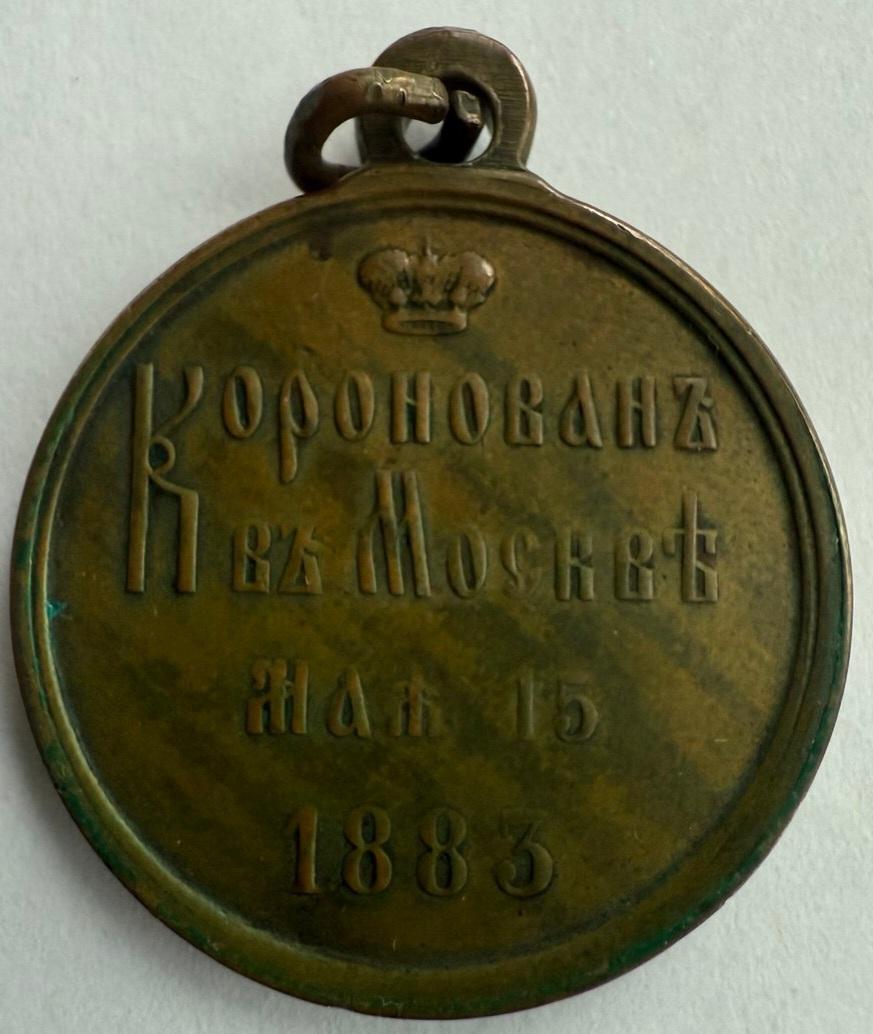 Коронованъ
въ Москвѣ
мая 15
1883